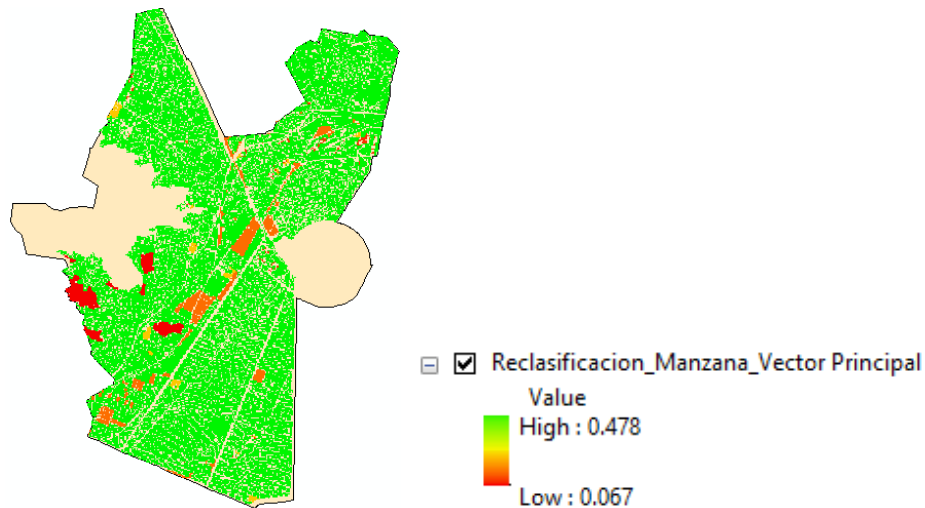 Reclasificacion_Manzana_Vector Principal
Value
High : 0.478
Low : 0.067